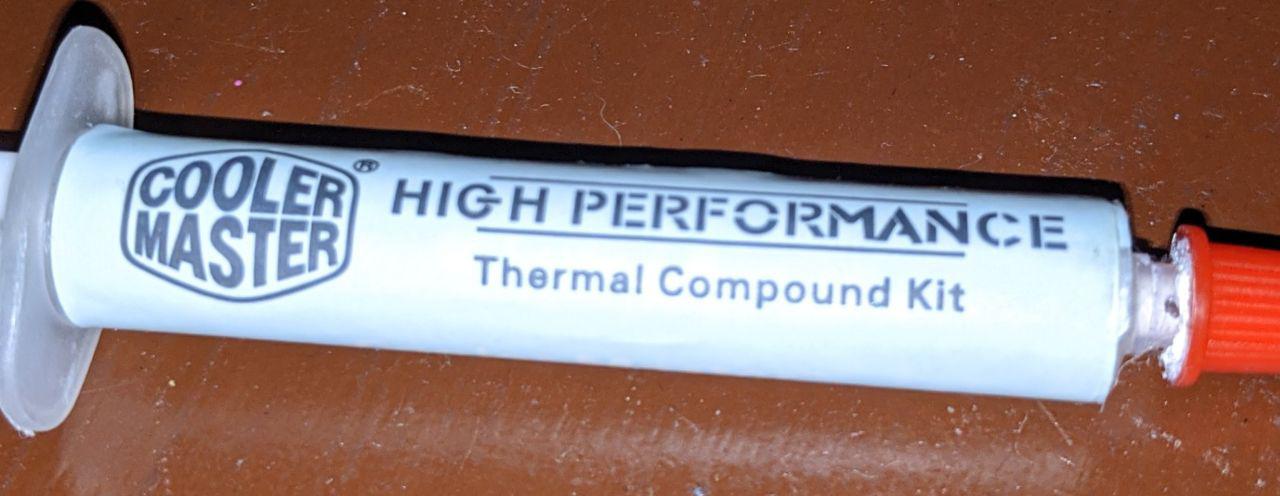 COOLER
MASTER®
HIGH PERFORMANCE
Thermal Compound Kit